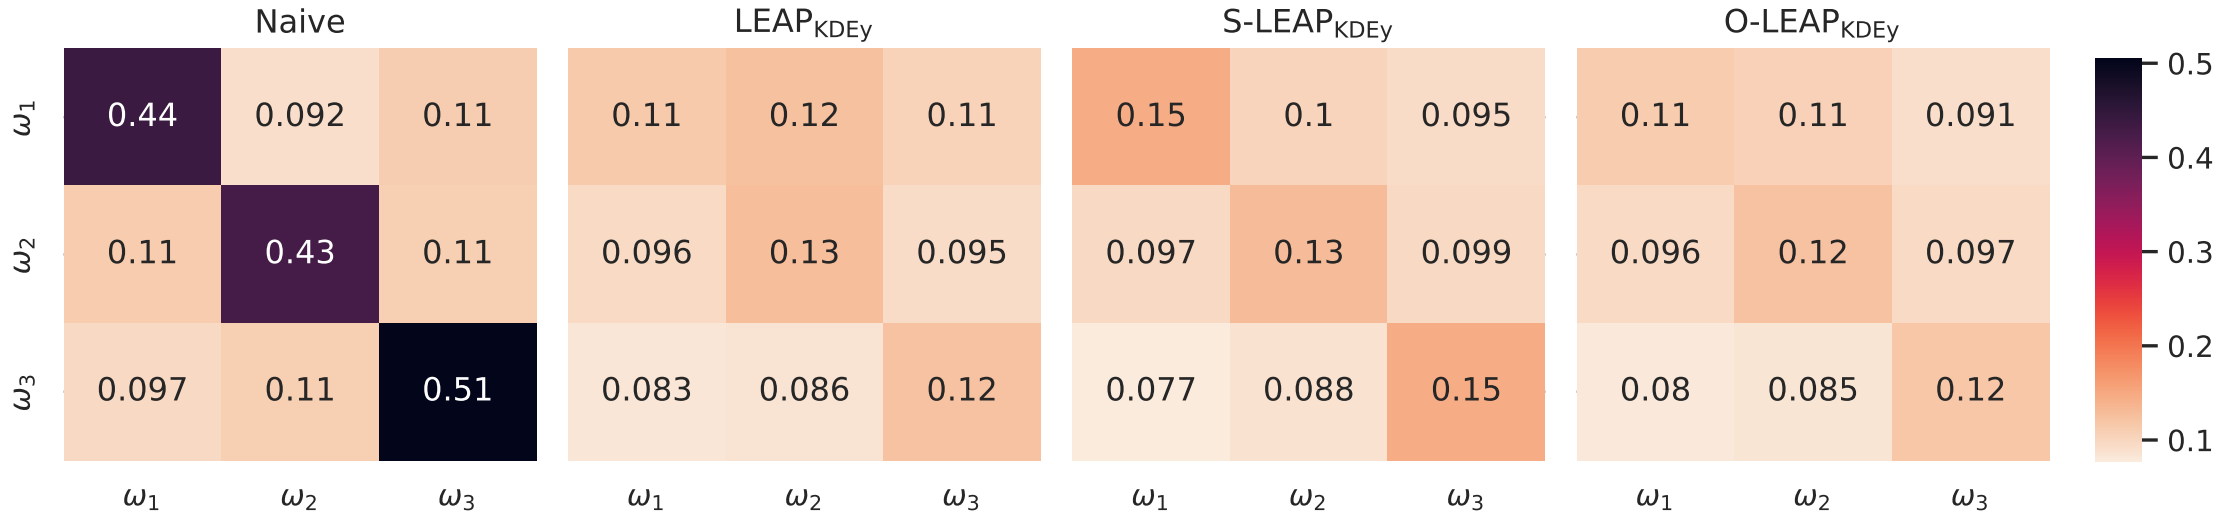 Naive LEAP_KDEy S-LEAP_KDEy O-LEAP_KDEy
ω1 0.44 0.092 0.11 0.11 0.12 0.11 0.15 0.1 0.095 0.11 0.11 0.091
ω2 0.11 0.43 0.11 0.096 0.13 0.095 0.097 0.13 0.099 0.096 0.12 0.097
ω3 0.097 0.11 0.51 0.083 0.086 0.12 0.077 0.088 0.15 0.08 0.085 0.12
ω1 ω2 ω3 ω1 ω2 ω3 ω1 ω2 ω3 ω1 ω2 ω3
0.5
0.4
0.3
0.2
0.1